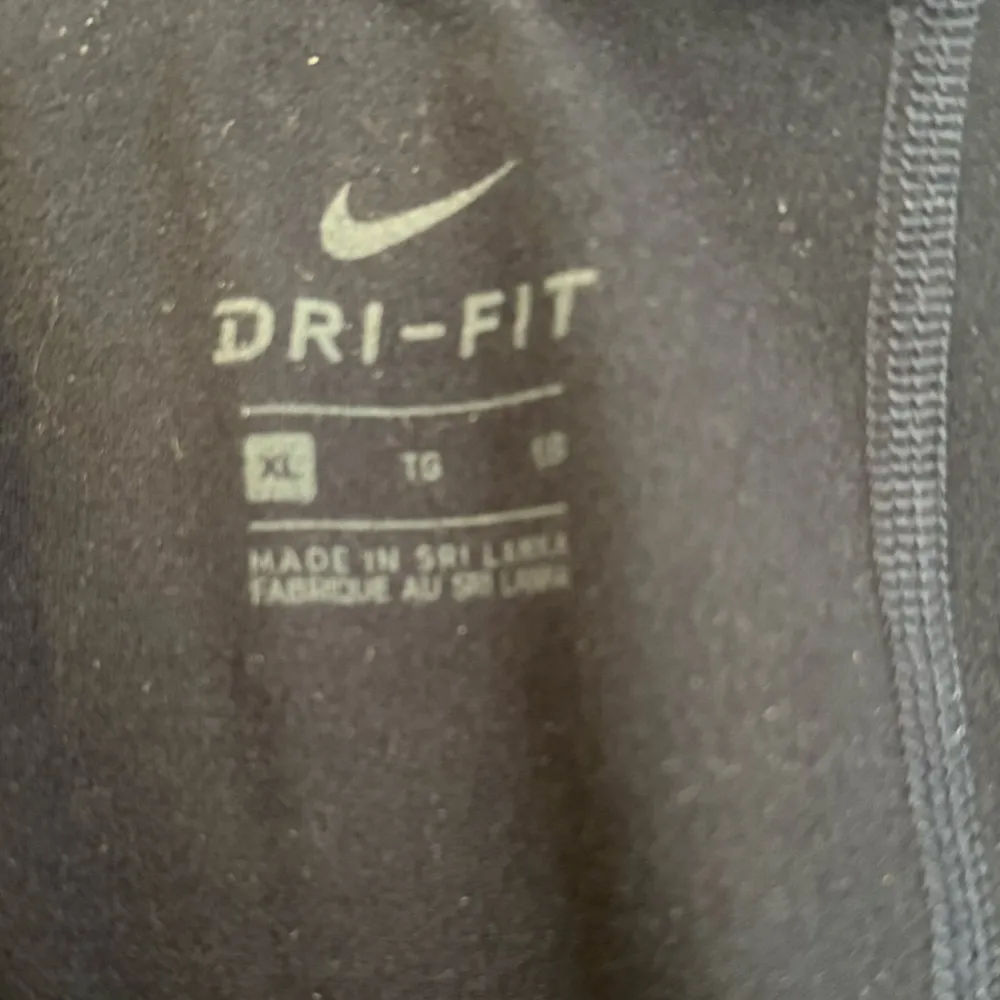 DRI-FIT
XL TG
MADE IN SRI LANKA
FABRIQUE AU SRI LANKA